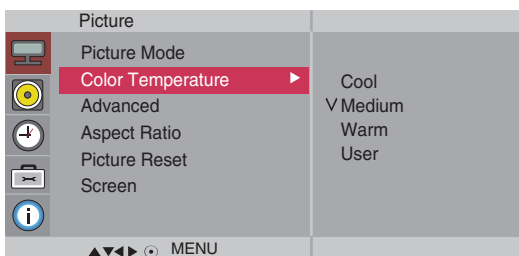 Picture
Picture Mode
Color Temperature
Advanced
Aspect Ratio
Picture Reset
Screen
Cool
Medium
Warm
User
MENU